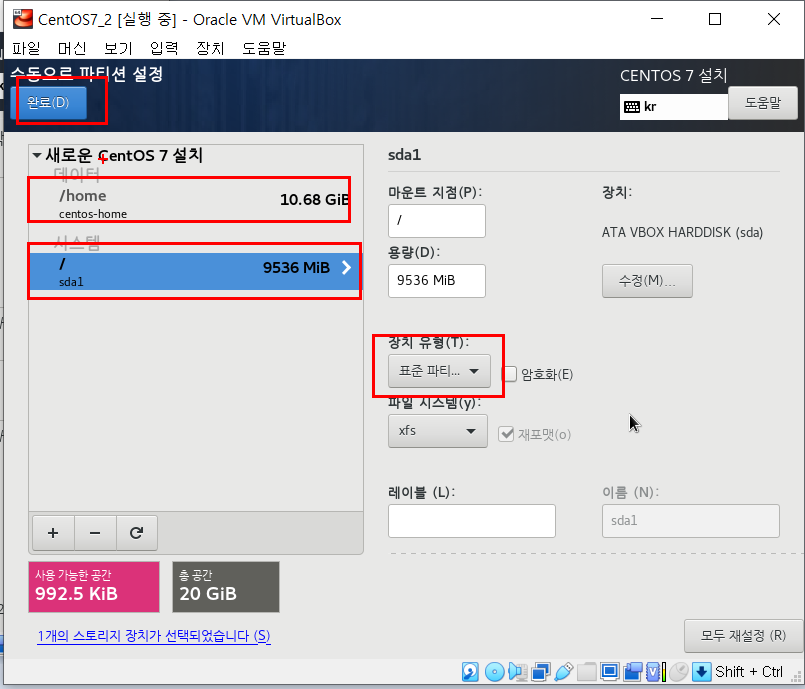 CentOS7_2 [실행 중] - Oracle VM VirtualBox
파일 머신 보기 입력 장치 도움말
수동으로 파티션 설정
CENTOS 7 설치
완료(D)
kr
도움말
새로운 CentOS 7 설치
데이터
/home
10.68 GiB
centos-home
시스템
/
9536 MiB
sda1
sda1
마운트 지점(P):
장치:
/
ATA VBOX HARDDISK (sda)
용량(D):
9536 MiB
수정(M)...
장치 유형(T):
표준 파티...
암호화(E)
파일 시스템(y):
xfs
재포맷(o)
레이블 (L):
이름 (N):
sda1
+ −
사용 가능한 공간
992.5 KiB
총 공간
20 GiB
1개의 스토리지 장치가 선택되었습니다 (S)
모두 재설정 (R)
Shift + Ctrl